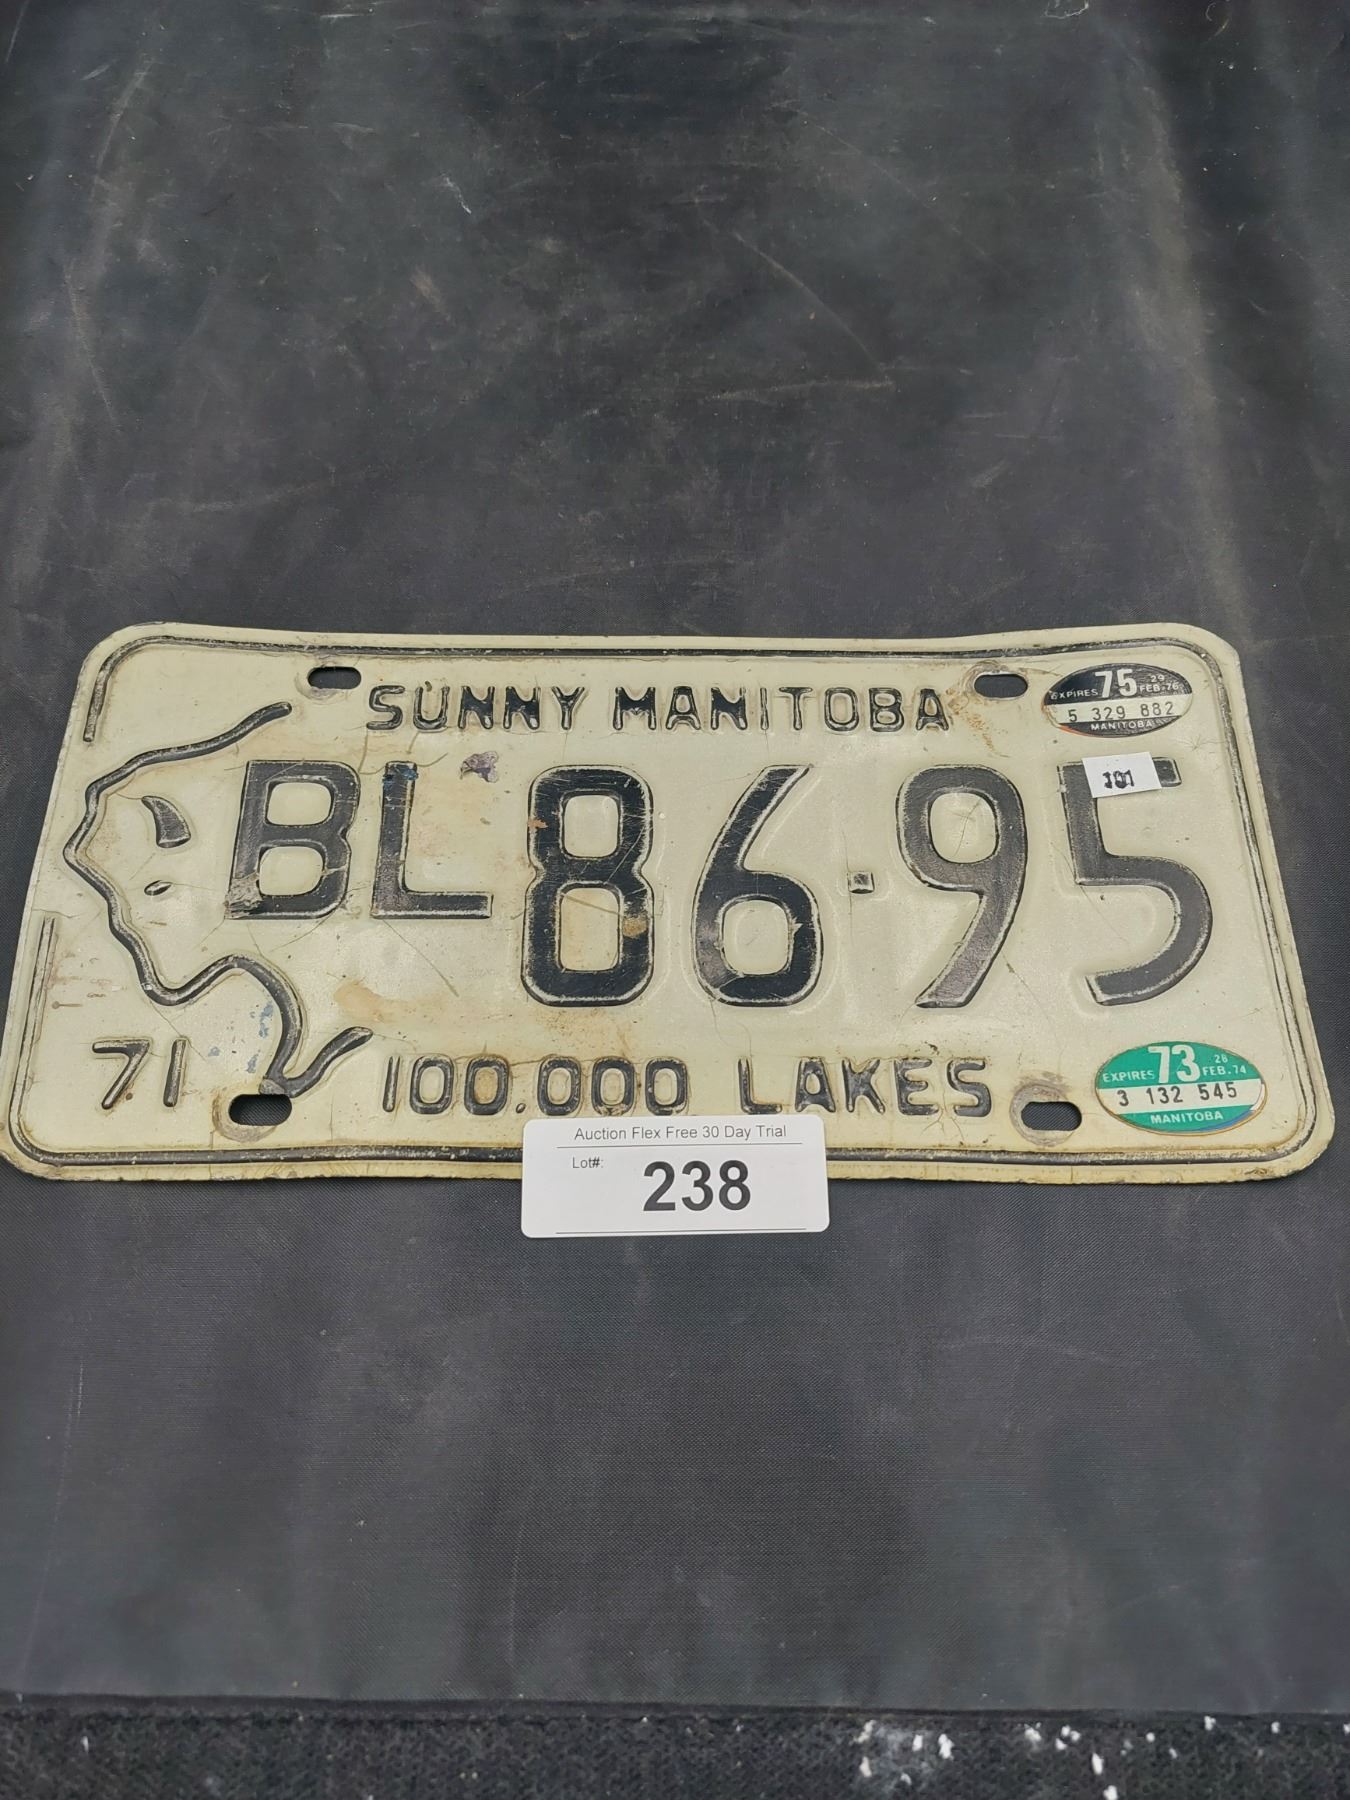 SUNNY MANITOBA
75 29
EXPIRES FEB.76
5 329 882
MANITOBA
BL 86·95
101
71
100.000 LAKES
73 28
EXPIRES FEB.74
3 132 545
MANITOBA
Auction Flex Free 30 Day Trial
Lot#: 238